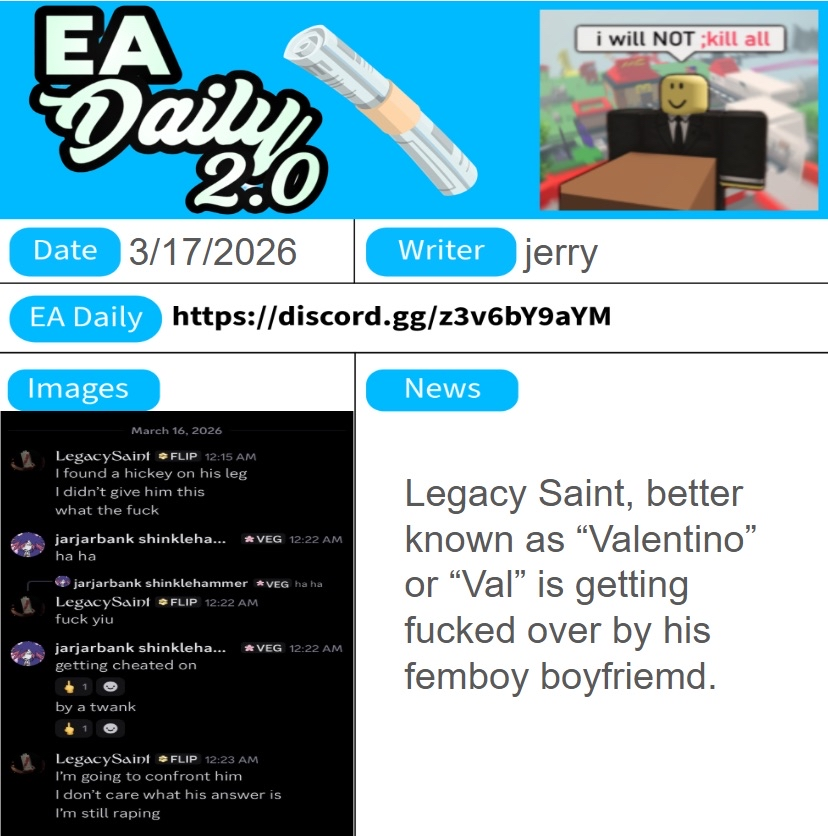 EA
Daily
2.0
i will NOT ;kill all
Date 3/17/2026
Writer jerry
EA Daily https://discord.gg/z3v6bY9aYM
Images
March 16, 2026
LegacySaint FLIP 12:15 AM
I found a hickey on his leg
I didn't give him this
what the fuck
jarjarbank shinkleha... VEG 12:22 AM
ha ha
jarjarbank shinklehammer VEG ha ha
LegacySaint FLIP 12:22 AM
fuck yiu
jarjarbank shinkleha... VEG 12:22 AM
getting cheated on
1
by a twank
1
LegacySaint FLIP 12:23 AM
I'm going to confront him
I don't care what his answer is
I'm still raping
News
Legacy Saint, better
known as “Valentino”
or “Val” is getting
fucked over by his
femboy boyfriemd.